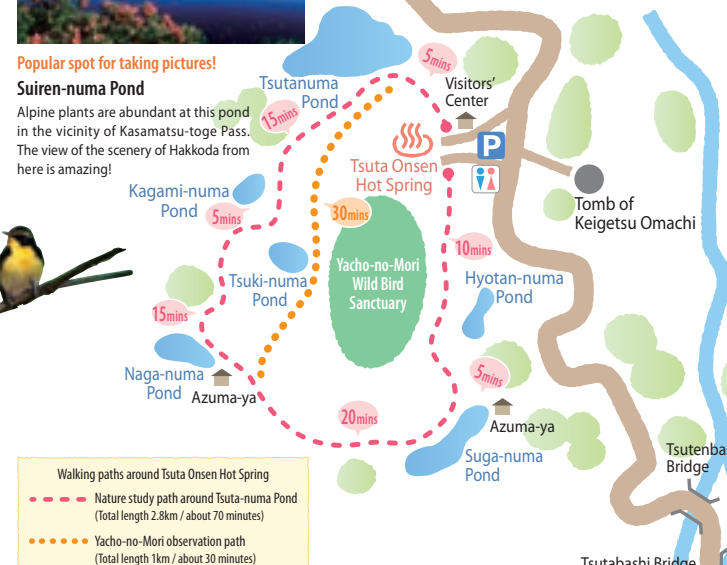 Popular spot for taking pictures!
Suiren-numa Pond
Alpine plants are abundant at this pond
in the vicinity of Kasamatsu-toge Pass.
The view of the scenery of Hakkoda from
here is amazing!
Tsutanuma
Pond
5mins
Visitors'
Center
15mins
P
Tsuta Onsen
Hot Spring
Kagami-numa
Pond
5mins
30mins
Tomb of
Keigetsu Omachi
10mins
Tsuki-numa
Pond
Yacho-no-Mori
Wild Bird
Sanctuary
Hyotan-numa
Pond
15mins
Naga-numa
Pond
Azuma-ya
5mins
20mins
Azuma-ya
Suga-numa
Pond
Tsutenba
Bridge
Walking paths around Tsuta Onsen Hot Spring
Nature study path around Tsuta-numa Pond
(Total length 2.8km / about 70 minutes)
Yacho-no-Mori observation path
(Total length 1km / about 30 minutes)
Tsutabashi Bridge